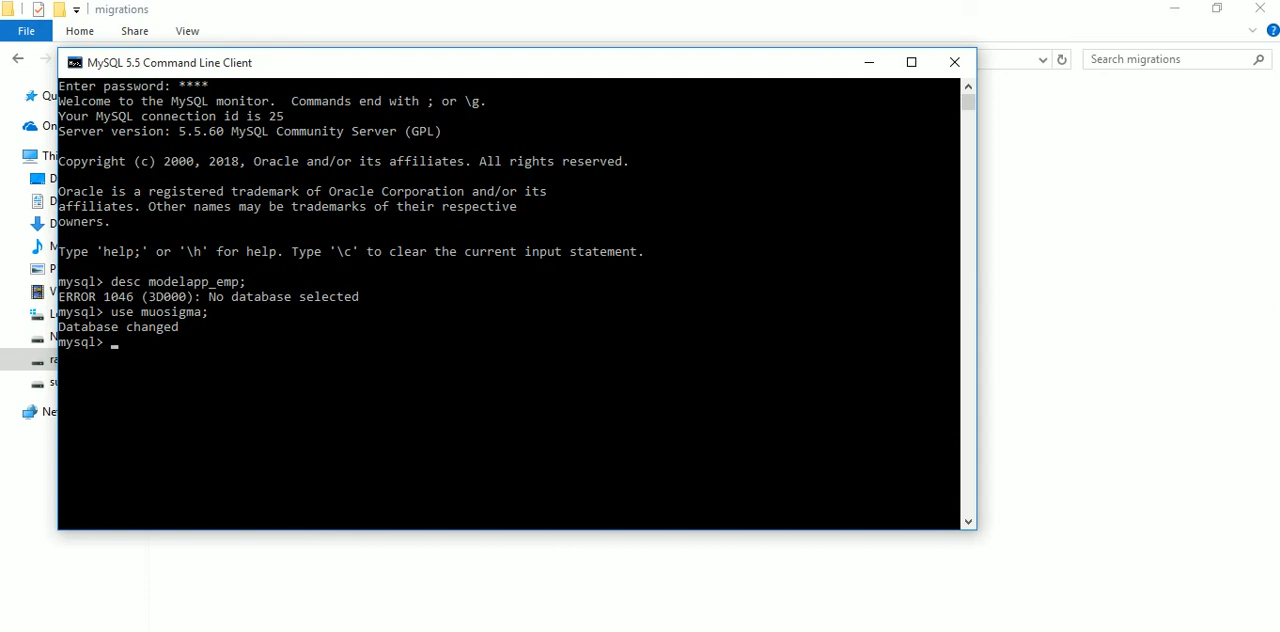 migrations
File Home Share View
MySQL 5.5 Command Line Client
Search migrations
Enter password: ****
Welcome to the MySQL monitor.  Commands end with ; or \g.
Your MySQL connection id is 25
Server version: 5.5.60 MySQL Community Server (GPL)
Copyright (c) 2000, 2018, Oracle and/or its affiliates. All rights reserved.
Oracle is a registered trademark of Oracle Corporation and/or its
affiliates. Other names may be trademarks of their respective
owners.
Type 'help;' or '\h' for help. Type '\c' to clear the current input statement.
mysql> desc modelapp_emp;
ERROR 1046 (3D000): No database selected
mysql> use muosigma;
Database changed
mysql> _